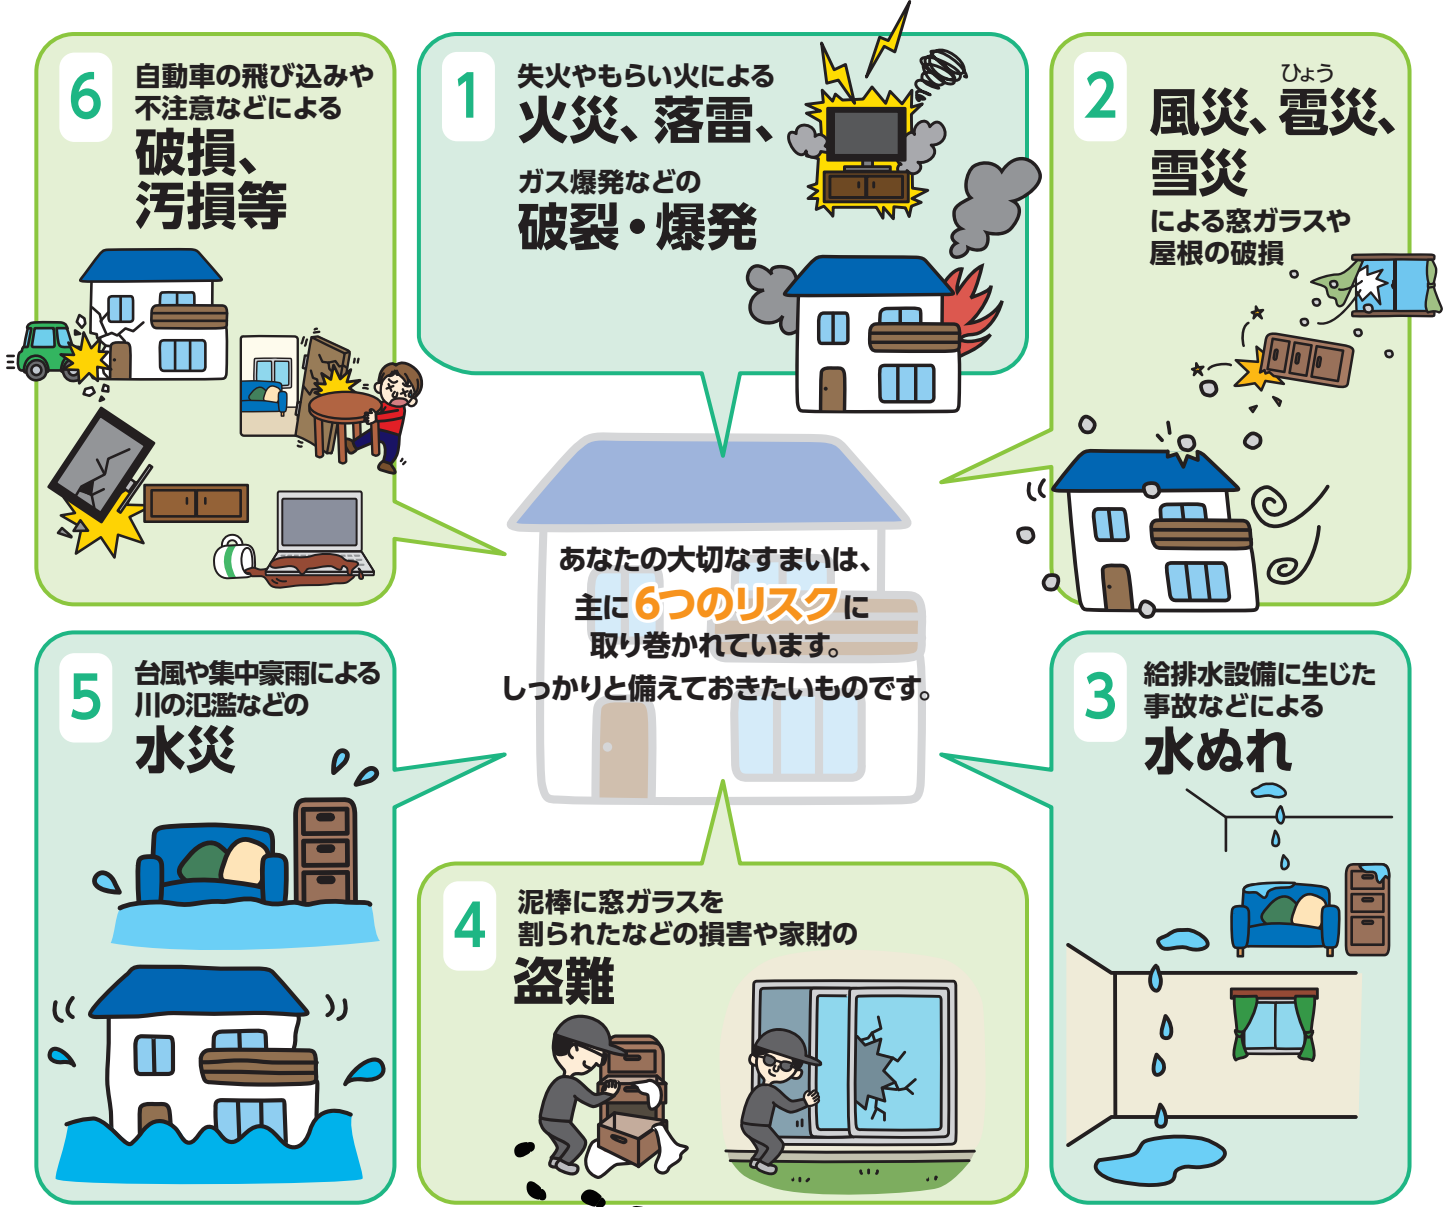 1
失火やもらい火による
火災、落雷、
ガス爆発などの
破裂・爆発
2
ひょう
風災、雹災、
雪災
による窓ガラスや
屋根の破損
3
給排水設備に生じた
事故などによる
水ぬれ
4
泥棒に窓ガラスを
割られたなどの損害や家財の
盗難
5
台風や集中豪雨による
川の氾濫などの
水災
6
自動車の飛び込みや
不注意などによる
破損、
汚損等
あなたの大切なすまいは、
主に6つのリスクに
取り巻かれています。
しっかりと備えておきたいものです。